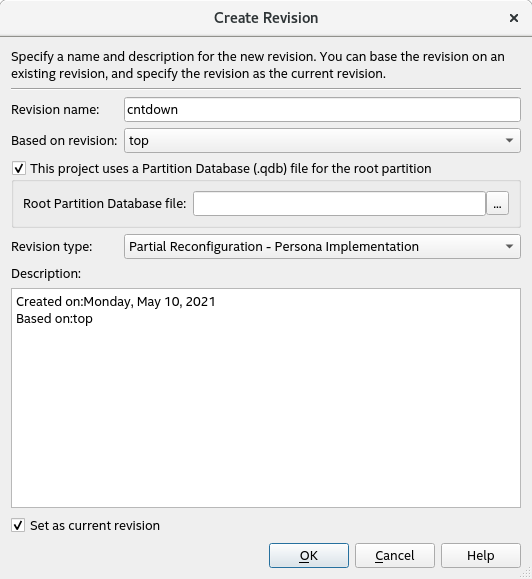 Create Revision
Specify a name and description for the new revision. You can base the revision on an
existing revision, and specify the revision as the current revision.
Revision name: cntdown
Based on revision: top
This project uses a Partition Database (.qdb) file for the root partition
Root Partition Database file: ...
Revision type: Partial Reconfiguration - Persona Implementation
Description:
Created on:Monday, May 10, 2021
Based on:top
Set as current revision
OK Cancel Help